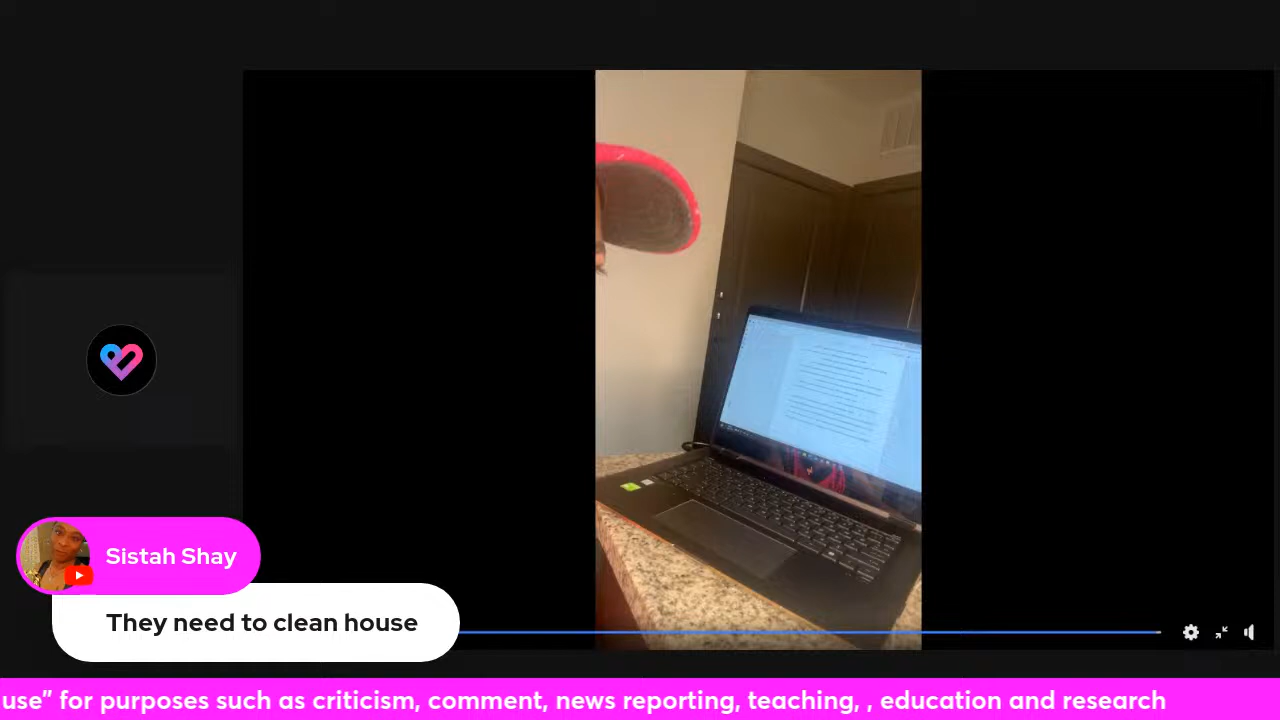 Sistah Shay
They need to clean house
use” for purposes such as criticism, comment, news reporting, teaching, , education and research